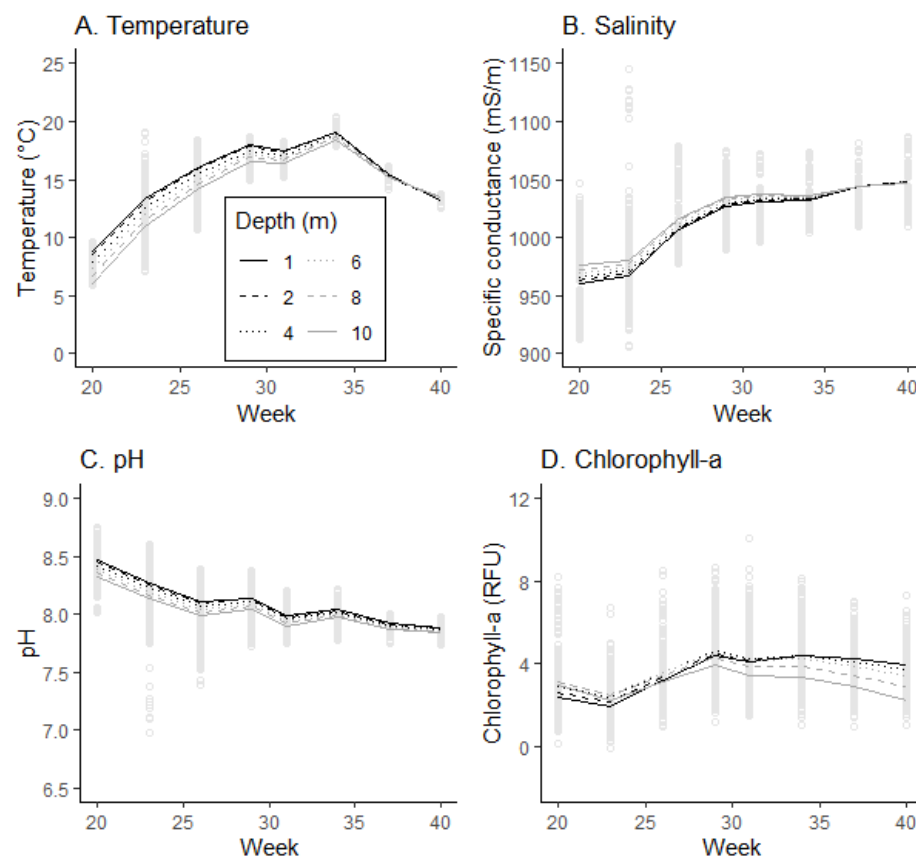 A. Temperature
25
20
15
10
5
0
Temperature (°C)
20 25 30 35 40
Week
Depth (m)
1 6
2 8
4 10
B. Salinity
1150
1100
1050
1000
950
900
Specific conductance (mS/m)
20 25 30 35 40
Week
C. pH
9.0
8.5
8.0
7.5
7.0
6.5
pH
20 25 30 35 40
Week
D. Chlorophyll-a
12
8
4
0
Chlorophyll-a (RFU)
20 25 30 35 40
Week